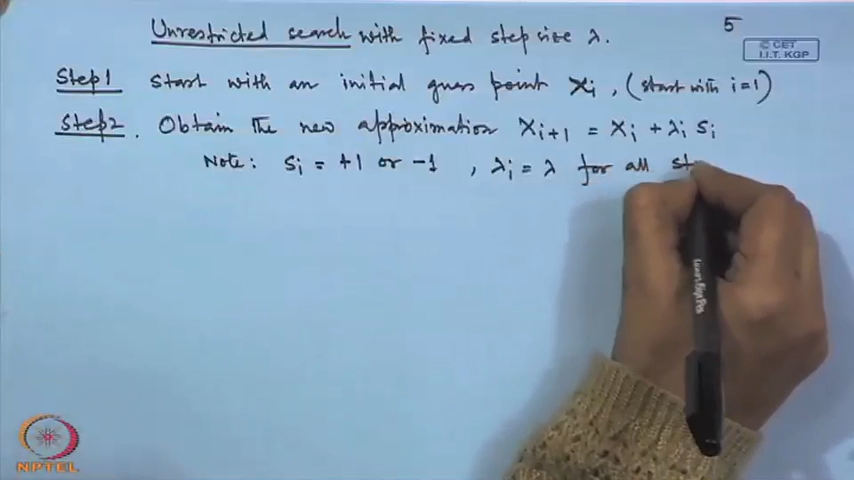 Unrestricted search with fixed step size λ.
5
© CET
I.I.T. KGP
Step1 Start with an initial guess point Xi, (start with i=1)
Step2. Obtain the new approximation Xi+1 = Xi + λi Si
Note: Si = +1 or -1, λi = λ for all st
NPTEL